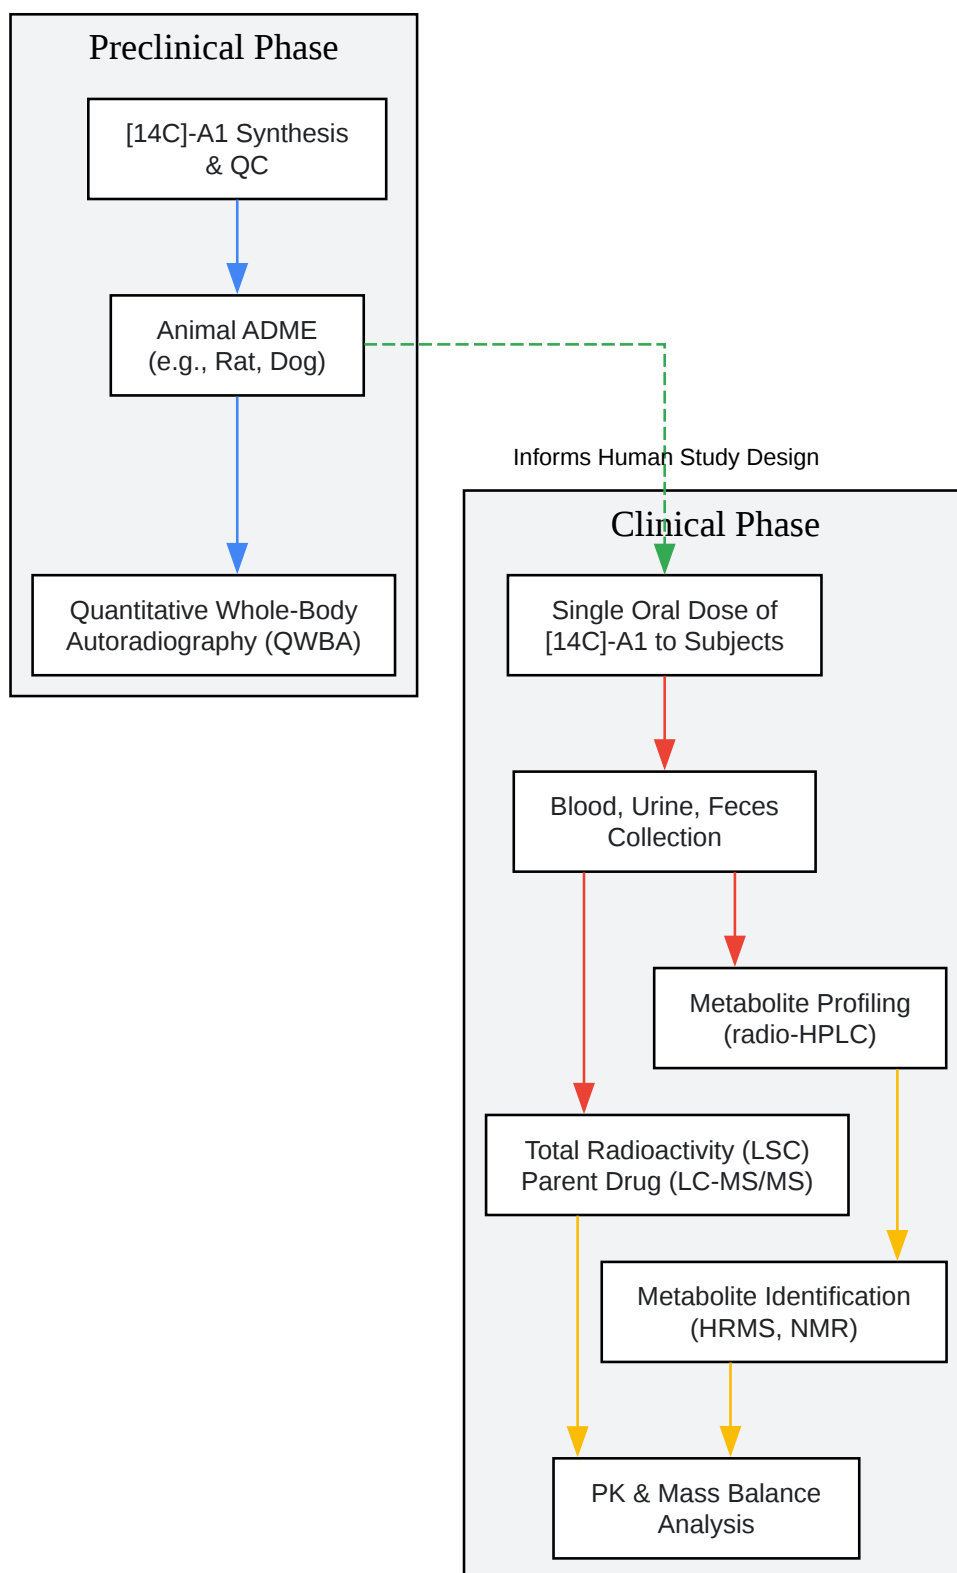 Preclinical Phase
[14C]-A1 Synthesis
& QC
Animal ADME
(e.g., Rat, Dog)
Quantitative Whole-Body
Autoradiography (QWBA)
Informs Human Study Design
Clinical Phase
Single Oral Dose of
[14C]-A1 to Subjects
Blood, Urine, Feces
Collection
Metabolite Profiling
(radio-HPLC)
Total Radioactivity (LSC)
Parent Drug (LC-MS/MS)
Metabolite Identification
(HRMS, NMR)
PK & Mass Balance
Analysis